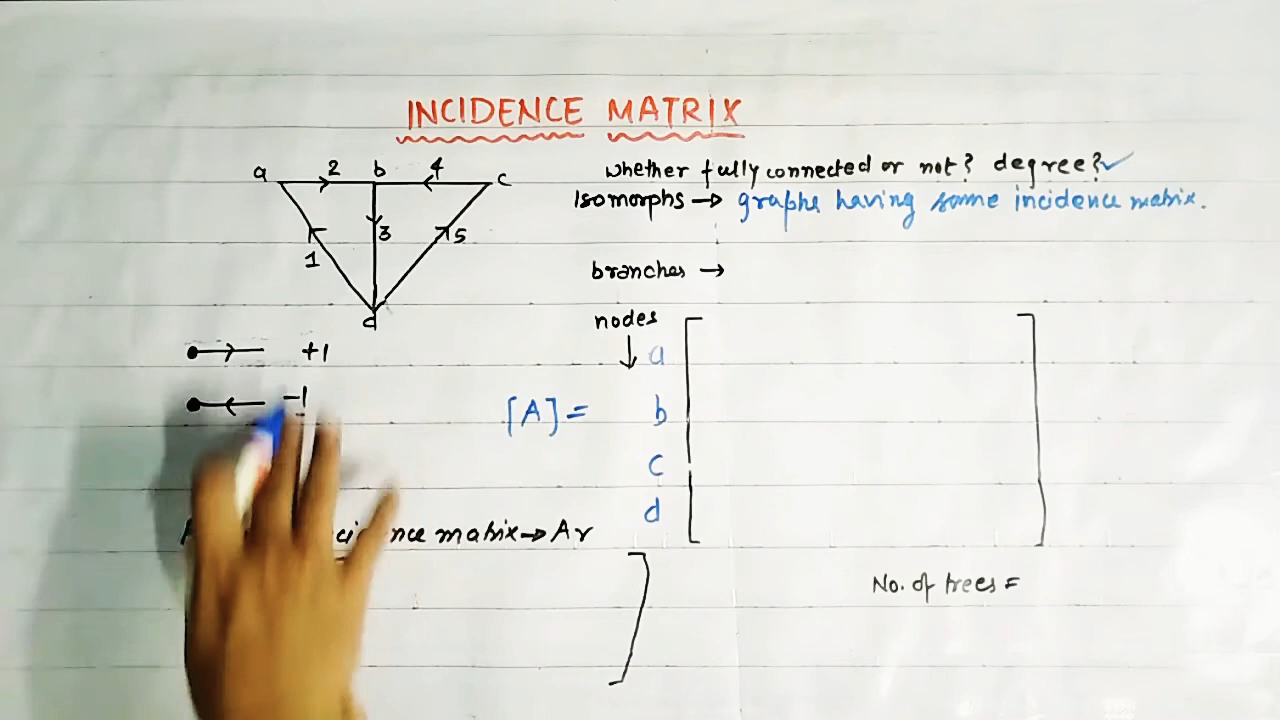 INCIDENCE MATRIX
a 2 b 4 c
1 3 5
d
whether fully connected or not? degree?
Isomorphs → graphs having same incidence matrix.
branches →
nodes
+1
-1
[A] =
a
b
c
d
matrix → Ar
No. of trees =